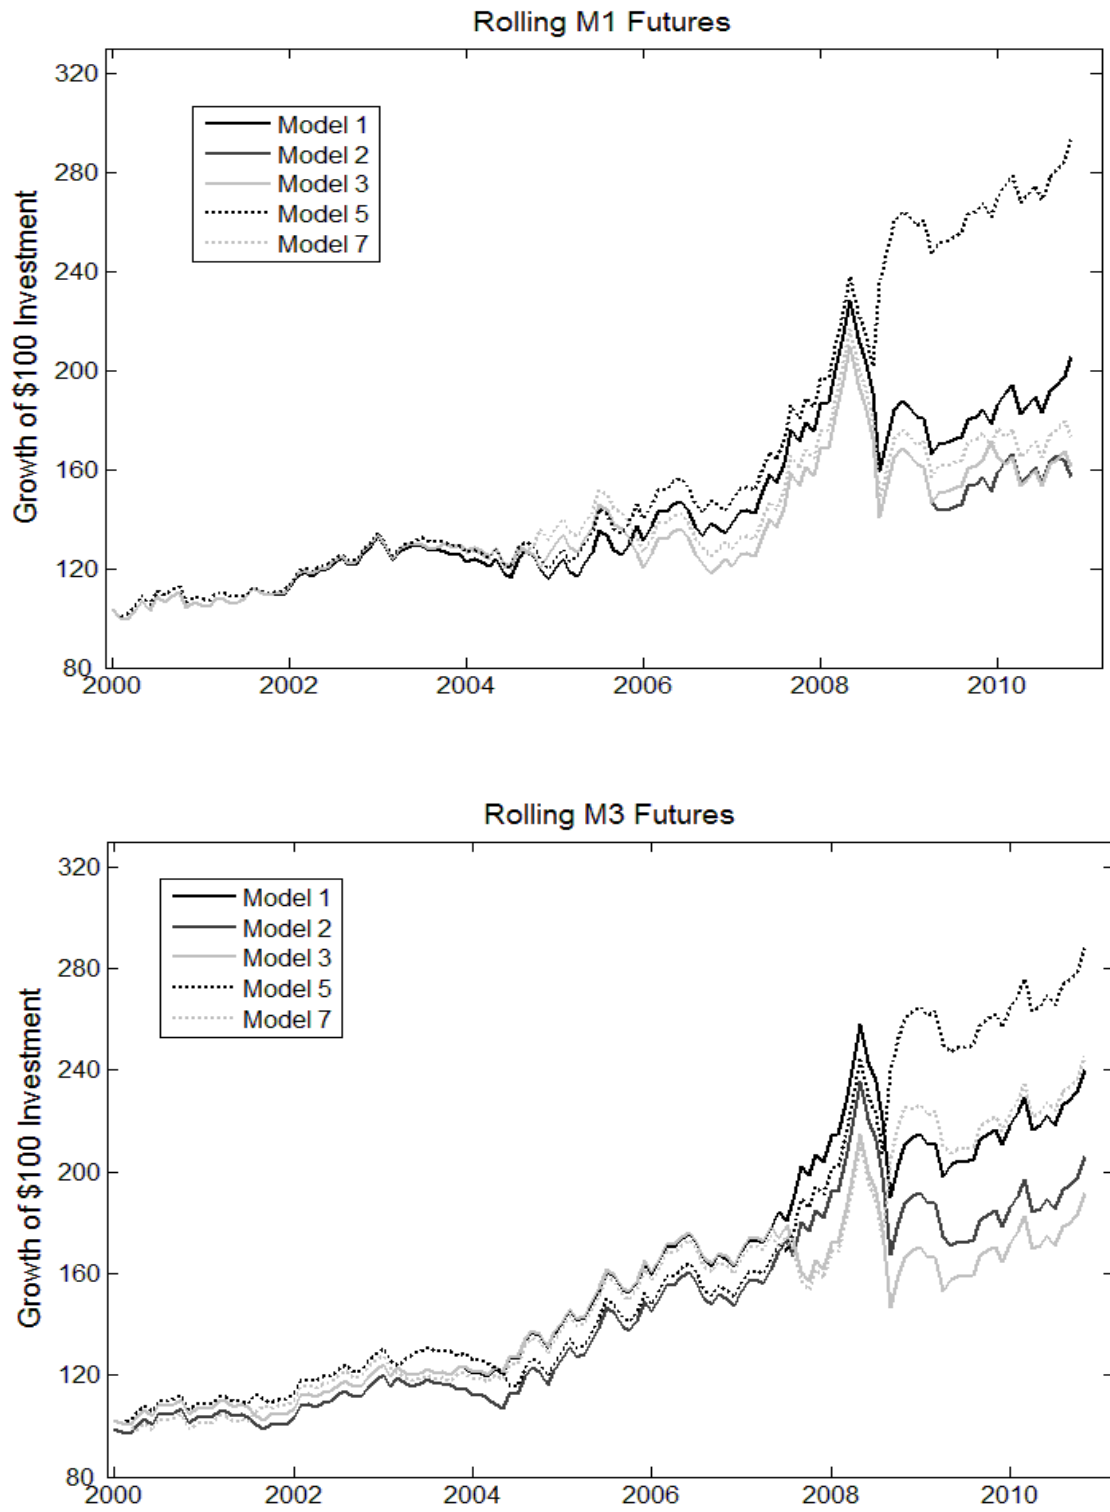 Rolling M1 Futures
Growth of $100 Investment
320
280
240
200
160
120
80
Model 1
Model 2
Model 3
Model 5
Model 7
2000 2002 2004 2006 2008 2010
Rolling M3 Futures
Growth of $100 Investment
320
280
240
200
160
120
80
Model 1
Model 2
Model 3
Model 5
Model 7
2000 2002 2004 2006 2008 2010